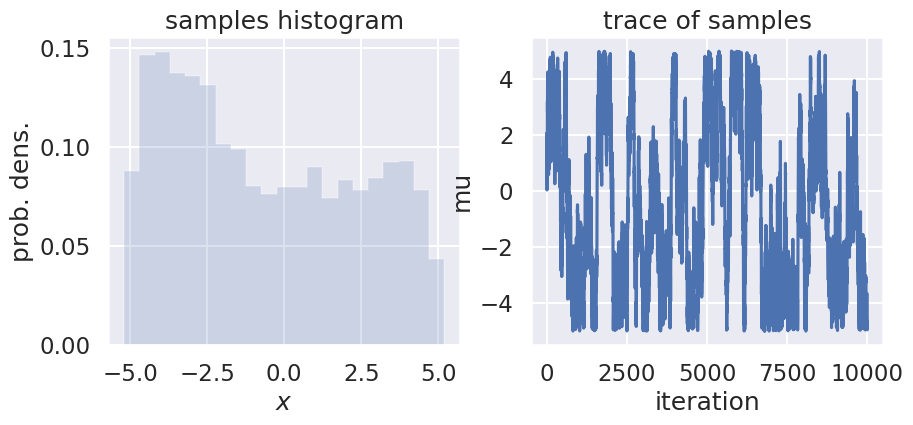 samples histogram
prob. dens.
0.15
0.10
0.05
0.00
−5.0 −2.5 0.0 2.5 5.0
x
trace of samples
mu
4
2
0
−2
−4
0 2500 5000 7500 10000
iteration